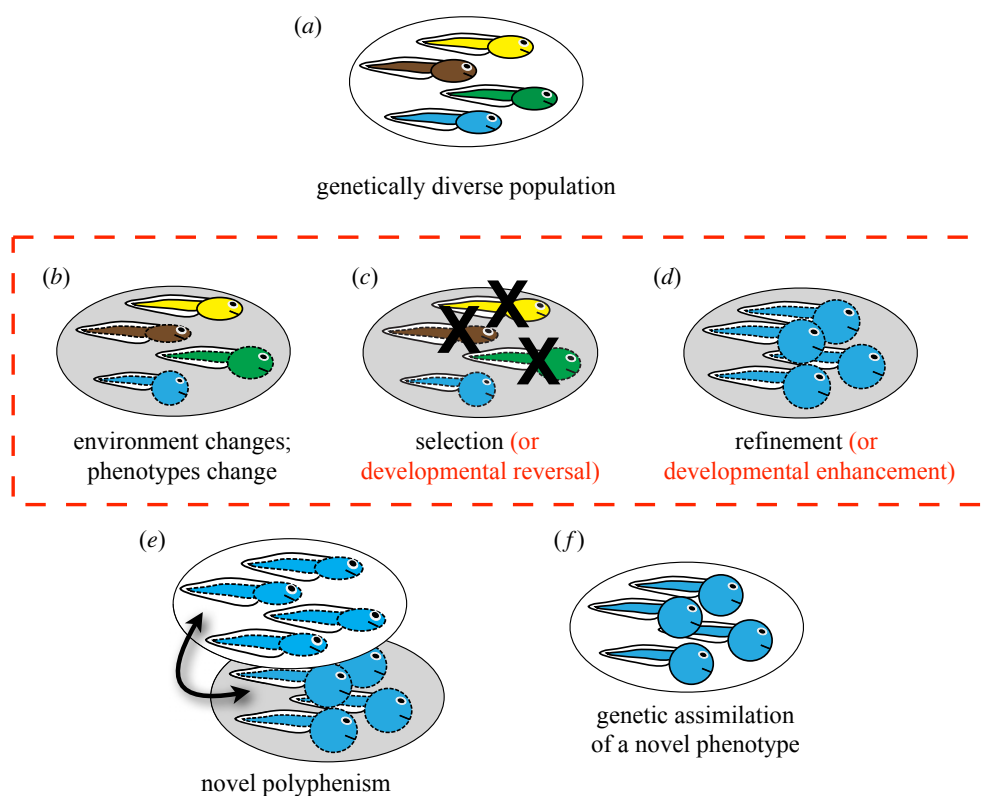 (a)
genetically diverse population
(b)
(c)
(d)
X
X
X
environment changes;
phenotypes change
selection (or
developmental reversal)
refinement (or
developmental enhancement)
(e)
(f)
novel polyphenism
genetic assimilation
of a novel phenotype